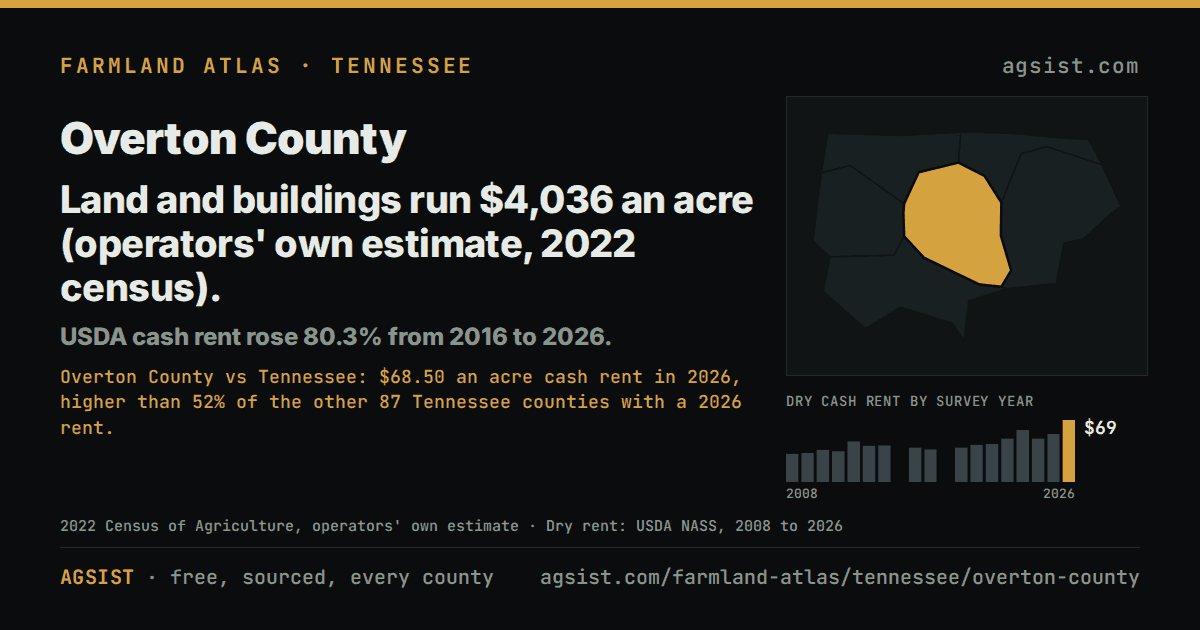 FARMLAND ATLAS · TENNESSEE
agsist.com
Overton County
Land and buildings run $4,036 an acre
(operators' own estimate, 2022
census).
USDA cash rent rose 80.3% from 2016 to 2026.
Overton County vs Tennessee: $68.50 an acre cash rent in 2026,
higher than 52% of the other 87 Tennessee counties with a 2026
rent.
DRY CASH RENT BY SURVEY YEAR
$69
2008
2026
2022 Census of Agriculture, operators' own estimate · Dry rent: USDA NASS, 2008 to 2026
AGSIST · free, sourced, every county
agsist.com/farmland-atlas/tennessee/overton-county